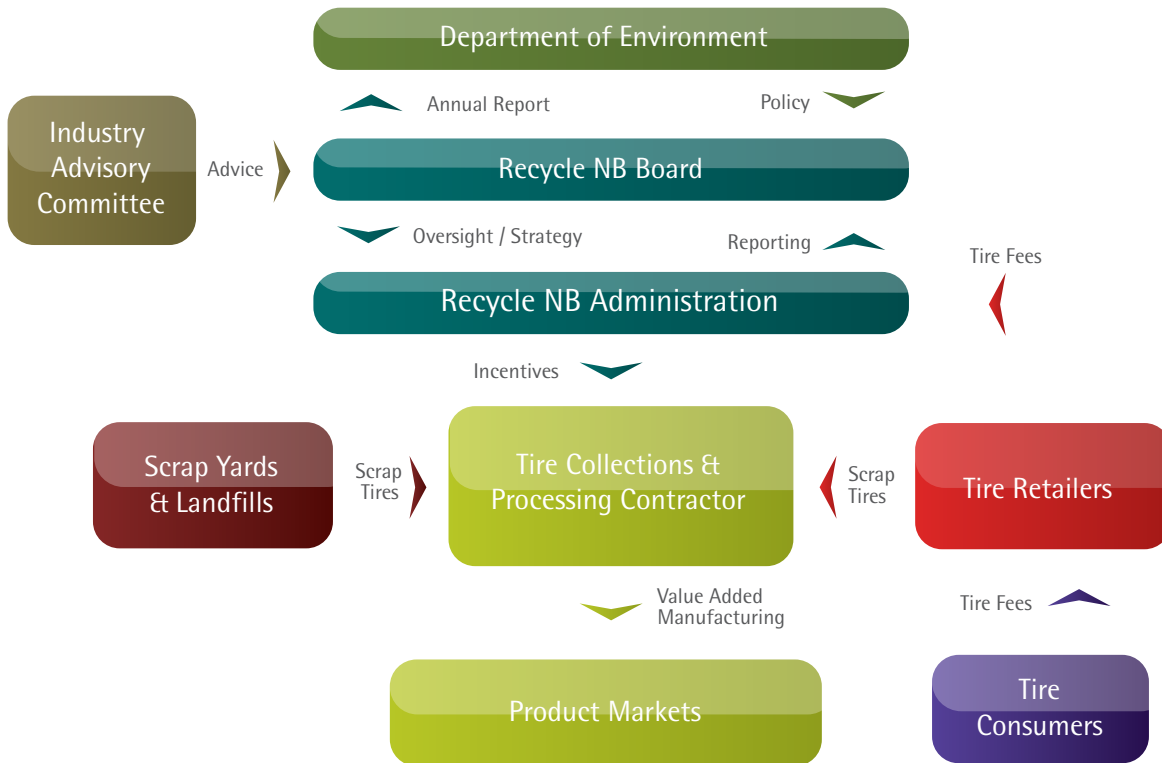 Department of Environment
Annual Report
Policy
Industry
Advisory
Committee
Advice
Recycle NB Board
Oversight / Strategy
Reporting
Tire Fees
Recycle NB Administration
Incentives
Scrap Yards
& Landfills
Scrap
Tires
Tire Collections &
Processing Contractor
Scrap
Tires
Tire Retailers
Value Added
Manufacturing
Tire Fees
Product Markets
Tire
Consumers